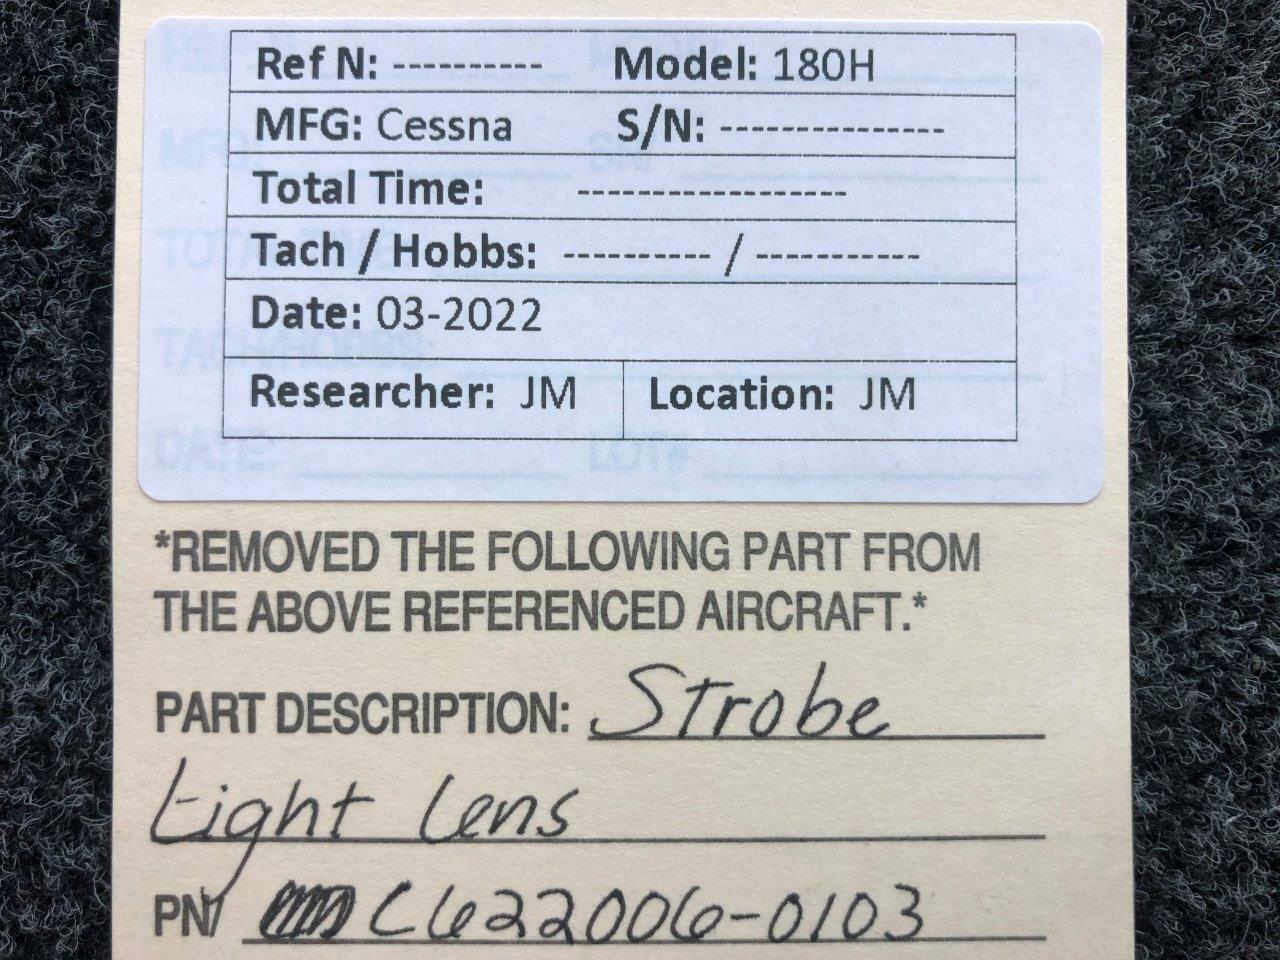 Ref N: ---------- Model: 180H
MFG: Cessna S/N: ---------------
Total Time: ------------------
Tach / Hobbs: ---------- / -----------
Date: 03-2022
Researcher: JM Location: JM
*REMOVED THE FOLLOWING PART FROM
THE ABOVE REFERENCED AIRCRAFT.*
PART DESCRIPTION: Strobe
Light Lens
PN/ C622006-0103